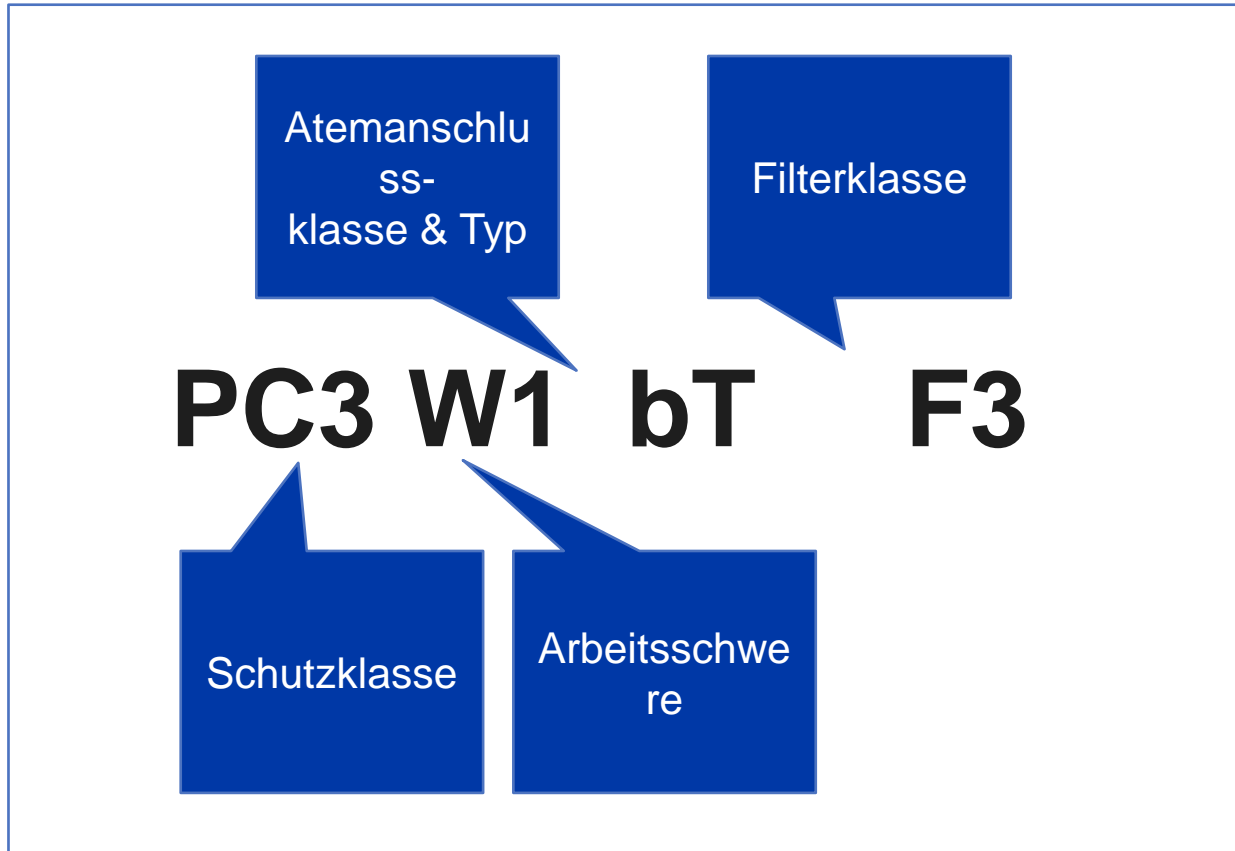 Atemanschlu
ss-
klasse & Typ
Filterklasse
PC3 W1 bT F3
Schutzklasse
Arbeitsschwe
re